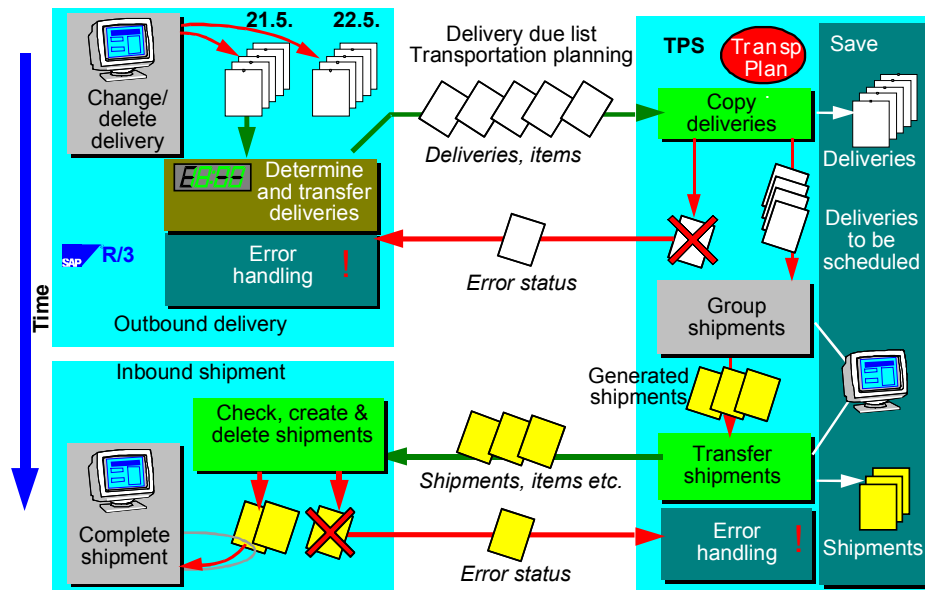 21.5.
22.5.
Change/
delete
delivery
Determine
and transfer
deliveries
SAP
R/3
Error
handling
!
Outbound delivery
Time
Delivery due list
Transportation planning
Deliveries, items
Error status
TPS
Transp
Plan
Save
Copy
deliveries
Deliveries
Deliveries
to be
scheduled
Group
shipments
Generated
shipments
Transfer
shipments
Error
handling
!
Shipments
Inbound shipment
Check, create &
delete shipments
Shipments, items etc.
Complete
shipment
Error status